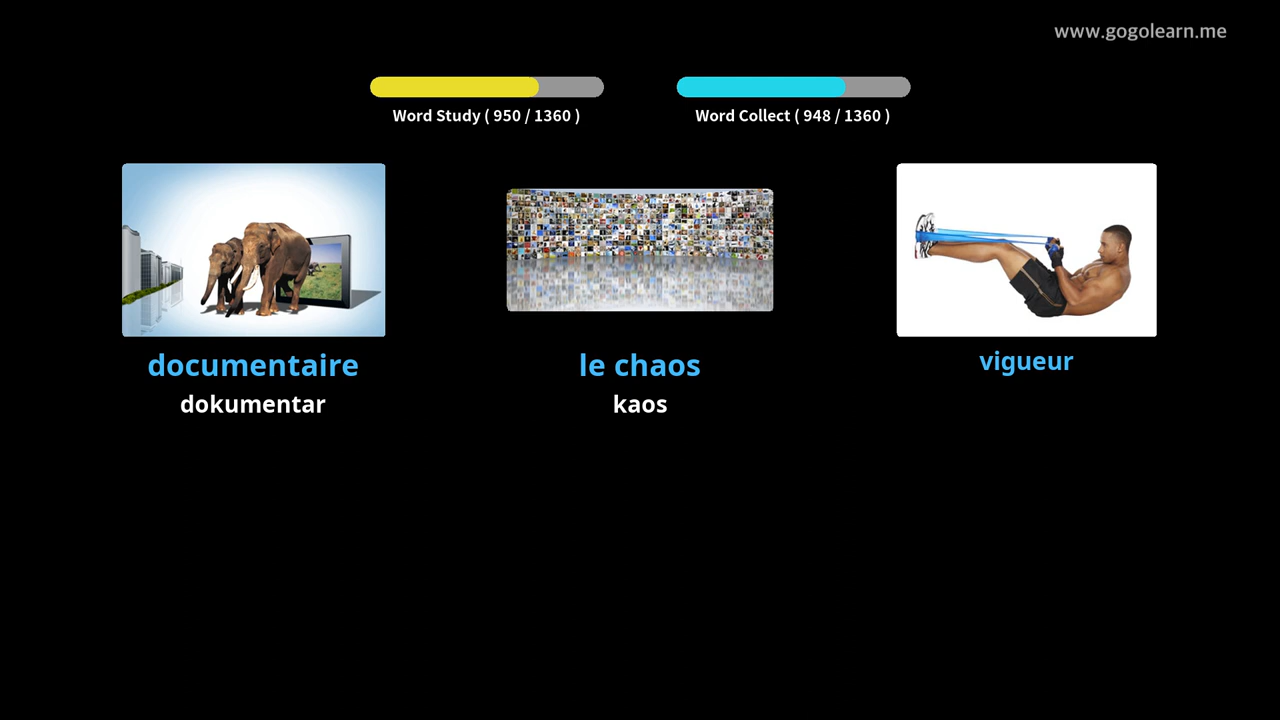 www.gogolearn.me
Word Study ( 950 / 1360 )
Word Collect ( 948 / 1360 )
documentaire
dokumentar
le chaos
kaos
vigueur